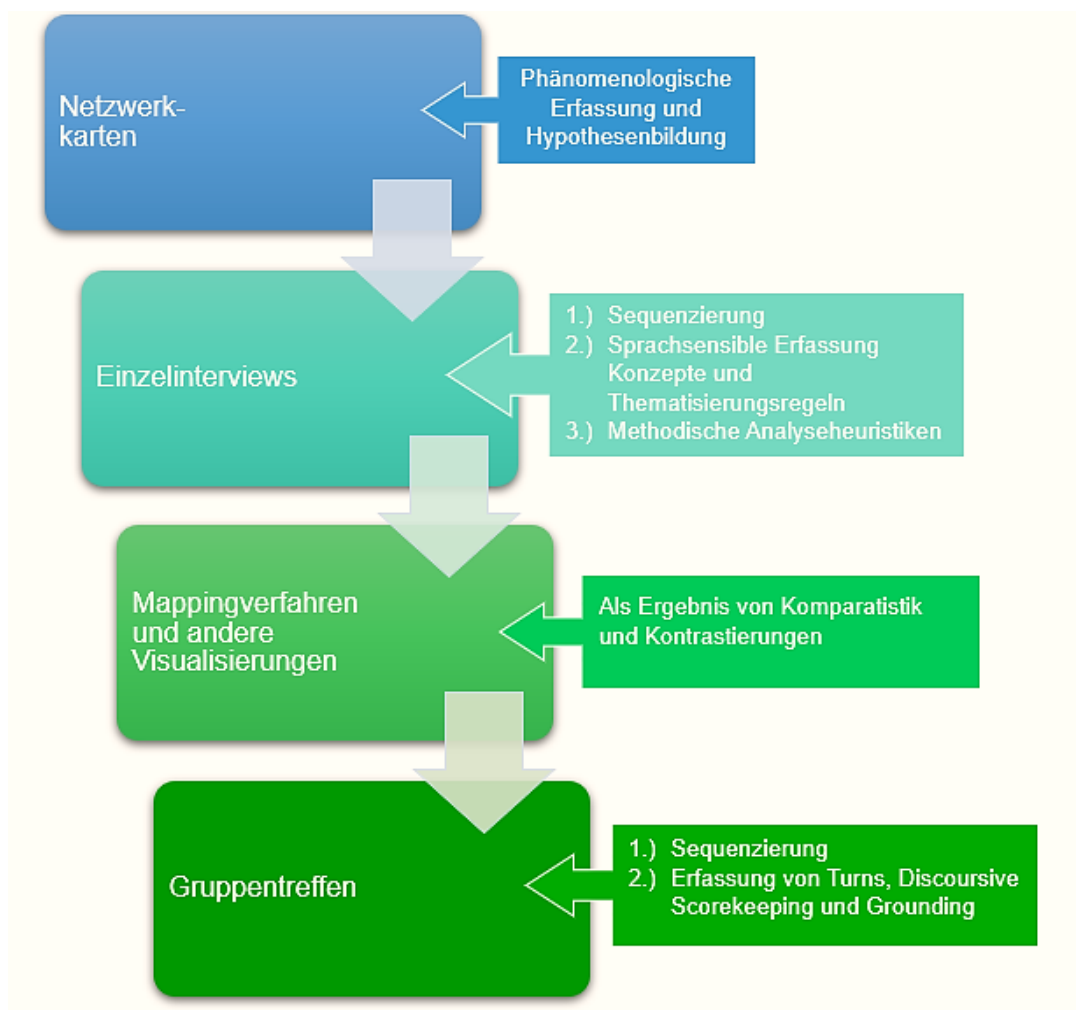 Netzwerk-
karten
Phänomenologische
Erfassung und
Hypothesenbildung
Einzelinterviews
1.) Sequenzierung
2.) Sprachsensible Erfassung
Konzepte und
Thematisierungsregeln
3.) Methodische Analyseheuristiken
Mappingverfahren
und andere
Visualisierungen
Als Ergebnis von Komparatistik
und Kontrastierungen
Gruppentreffen
1.) Sequenzierung
2.) Erfassung von Turns, Discoursive
Scorekeeping und Grounding